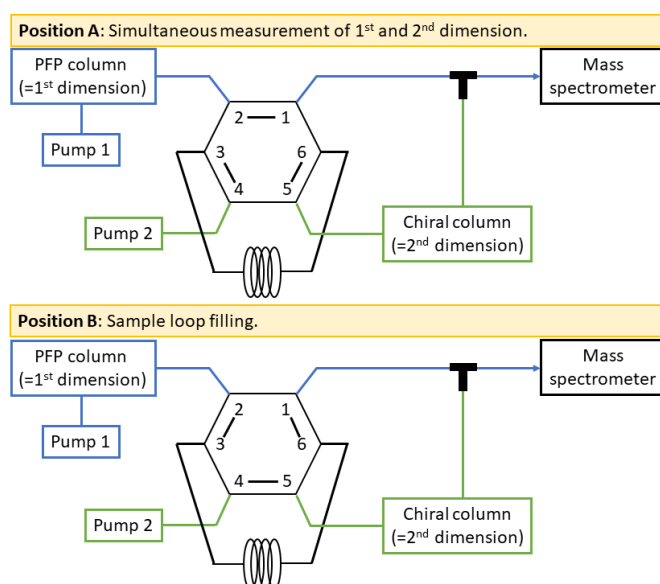 Position A: Simultaneous measurement of 1st and 2nd dimension.
PFP column
(=1st dimension)
Mass
spectrometer
Pump 1
2 1
3 6
4 5
Pump 2
Chiral column
(=2nd dimension)
Position B: Sample loop filling.
PFP column
(=1st dimension)
Mass
spectrometer
Pump 1
2 1
3 6
4 5
Pump 2
Chiral column
(=2nd dimension)